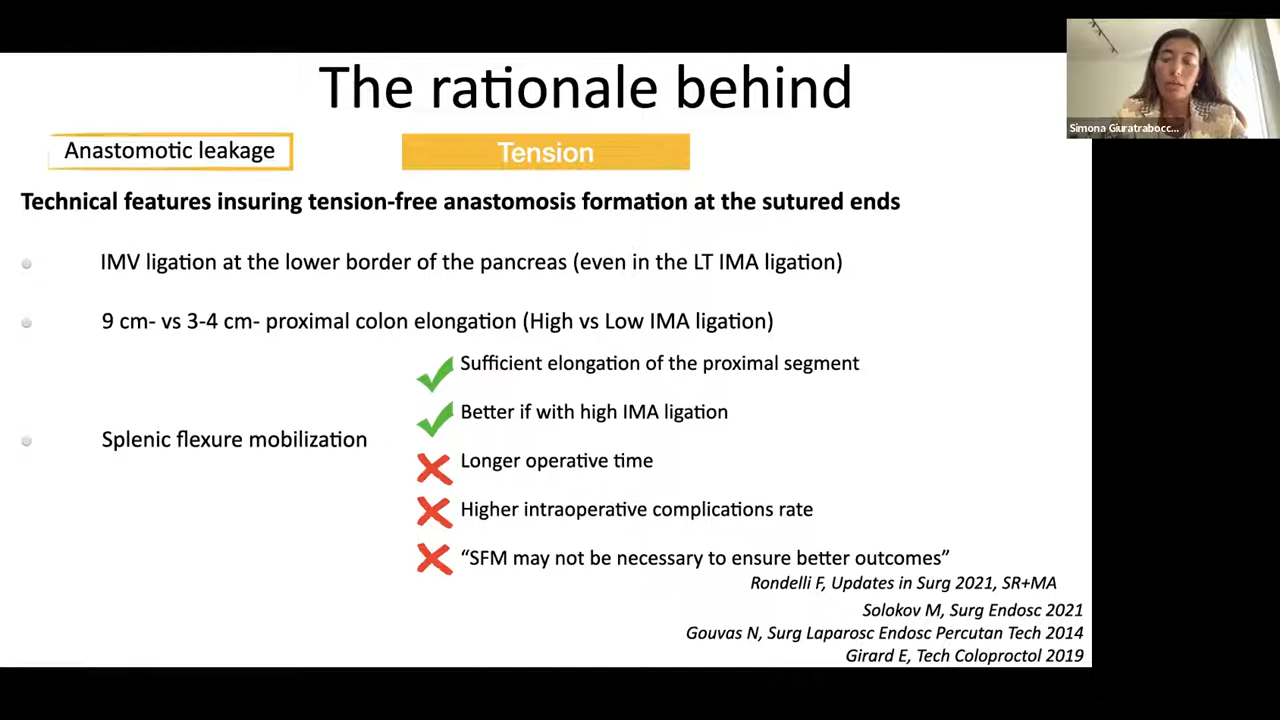 The rationale behind
Anastomotic leakage
Tension
Technical features insuring tension-free anastomosis formation at the sutured ends
IMV ligation at the lower border of the pancreas (even in the LT IMA ligation)
9 cm- vs 3-4 cm- proximal colon elongation (High vs Low IMA ligation)
Splenic flexure mobilization
Sufficient elongation of the proximal segment
Better if with high IMA ligation
Longer operative time
Higher intraoperative complications rate
“SFM may not be necessary to ensure better outcomes”
Rondelli F, Updates in Surg 2021, SR+MA
Solokov M, Surg Endosc 2021
Gouvas N, Surg Laparosc Endosc Percutan Tech 2014
Girard E, Tech Coloproctol 2019
Simona Giuratrabocc...